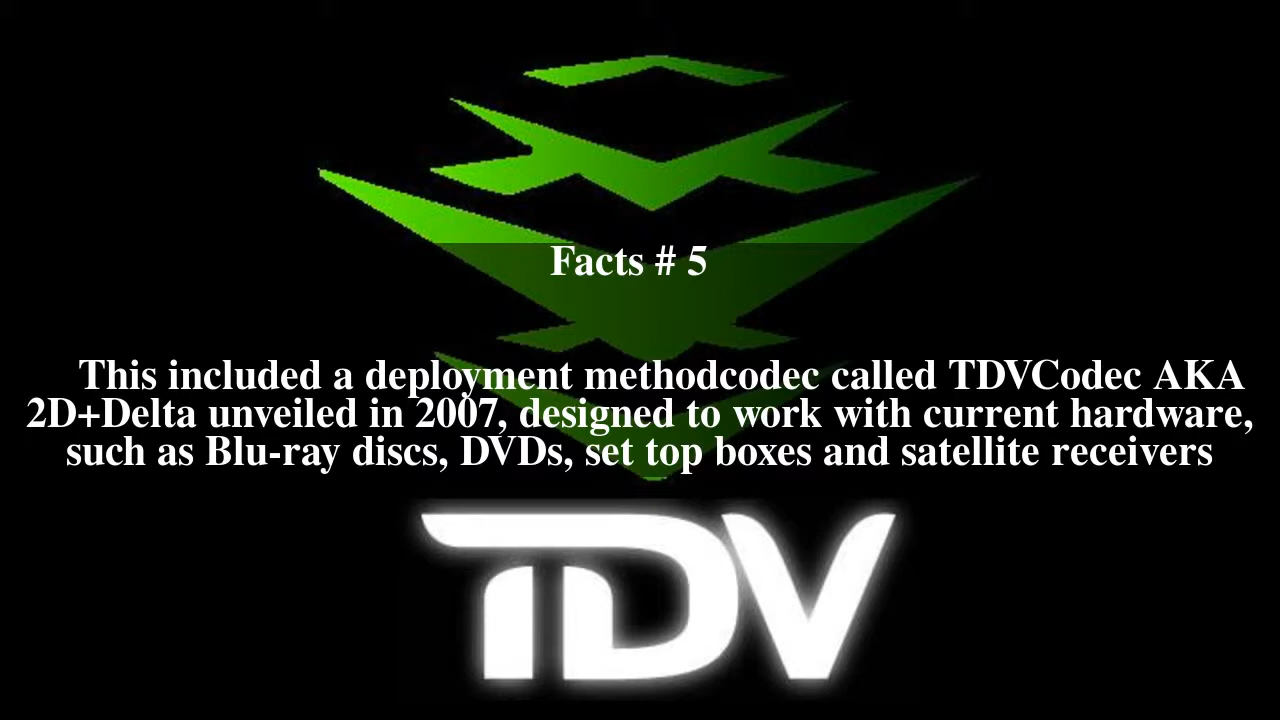 Facts # 5
This included a deployment methodcodec called TDVCodec AKA
2D+Delta unveiled in 2007, designed to work with current hardware,
such as Blu-ray discs, DVDs, set top boxes and satellite receivers
TDV